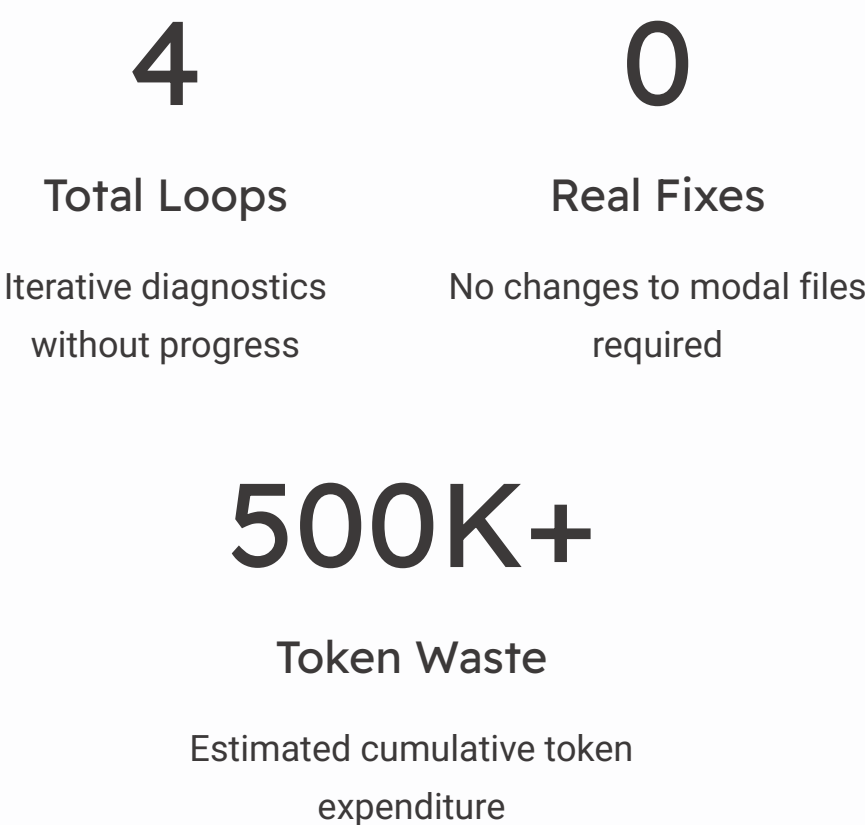 4
Total Loops
Iterative diagnostics
without progress
0
Real Fixes
No changes to modal files
required
500K+
Token Waste
Estimated cumulative token
expenditure